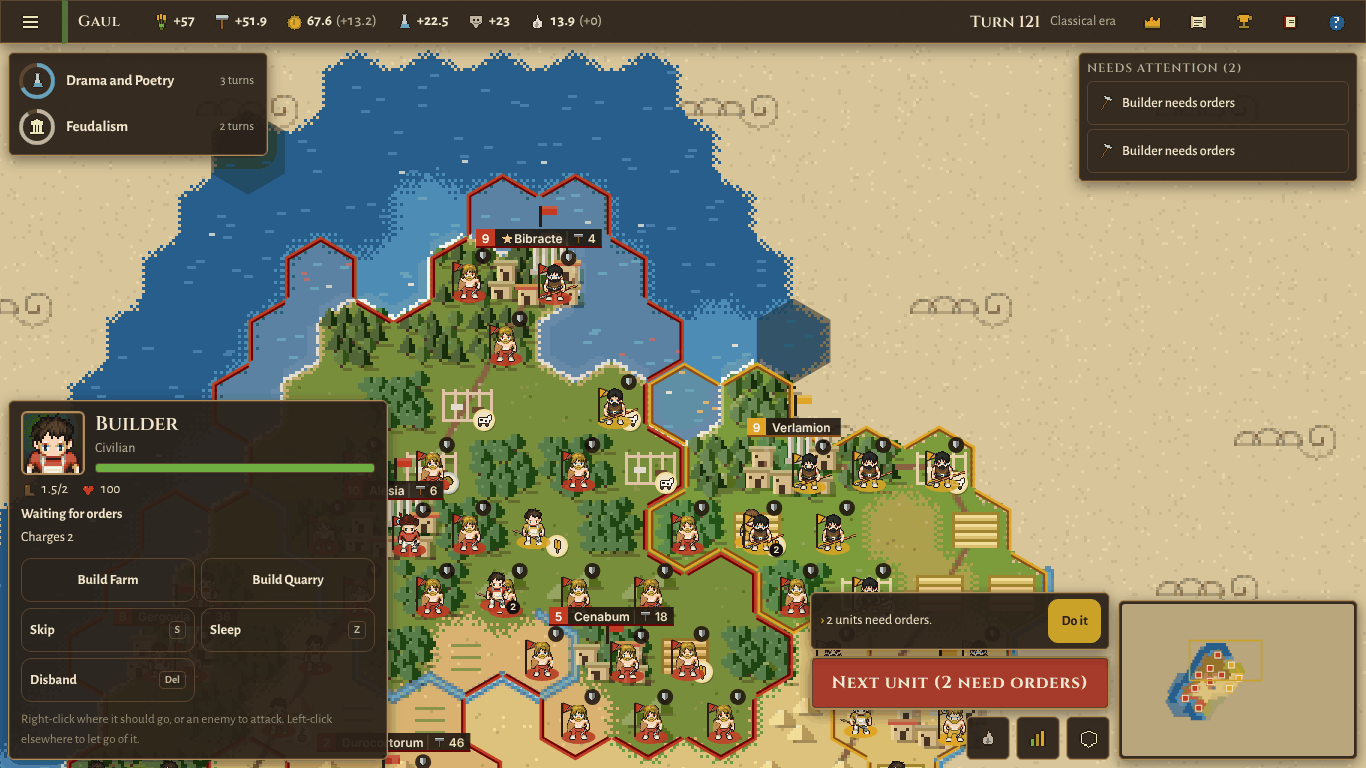 GAUL +57 +51.9 67.6 (+13.2) +22.5 +23 13.9 (+0) TURN 121 Classical era
Drama and Poetry 3 turns
Feudalism 2 turns
NEEDS ATTENTION (2)
Builder needs orders
Builder needs orders
9 Bibracte 4
9 Verlamion
6
2
2
5 Cenabum 18
46
BUILDER
Civilian
1.5/2 100
Waiting for orders
Charges 2
Build Farm Build Quarry
Skip S Sleep Z
Disband Del
Right-click where it should go, or an enemy to attack. Left-click
elsewhere to let go of it.
› 2 units need orders. Do it
NEXT UNIT (2 NEED ORDERS)